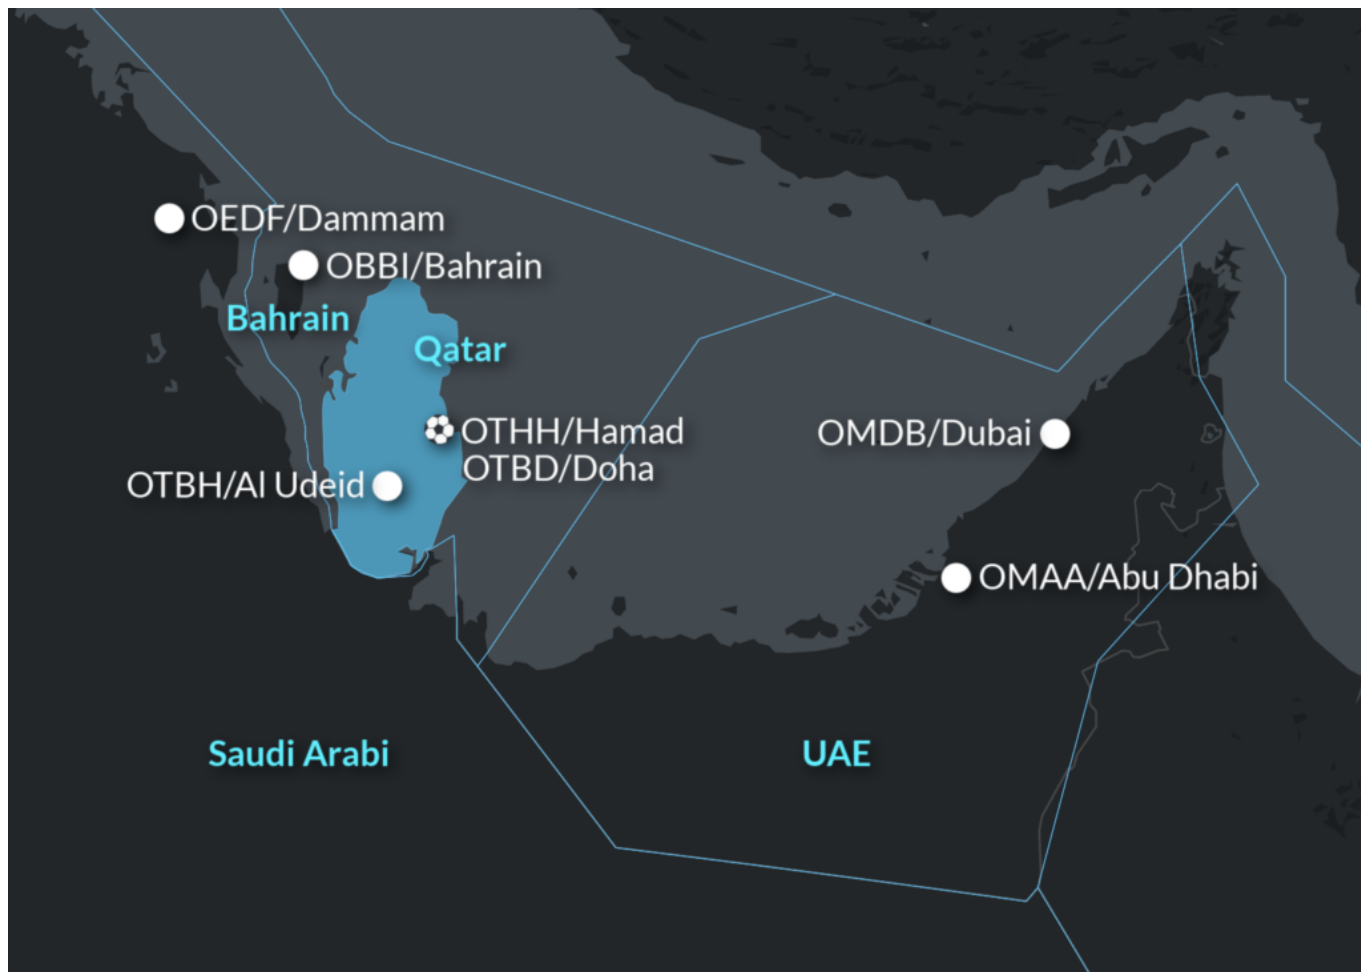 OEDF/Dammam
OBBI/Bahrain
Bahrain
Qatar
OTHH/Hamad
OTBD/Doha
OMDB/Dubai
OTBH/Al Udeid
OMAA/Abu Dhabi
Saudi Arabi
UAE